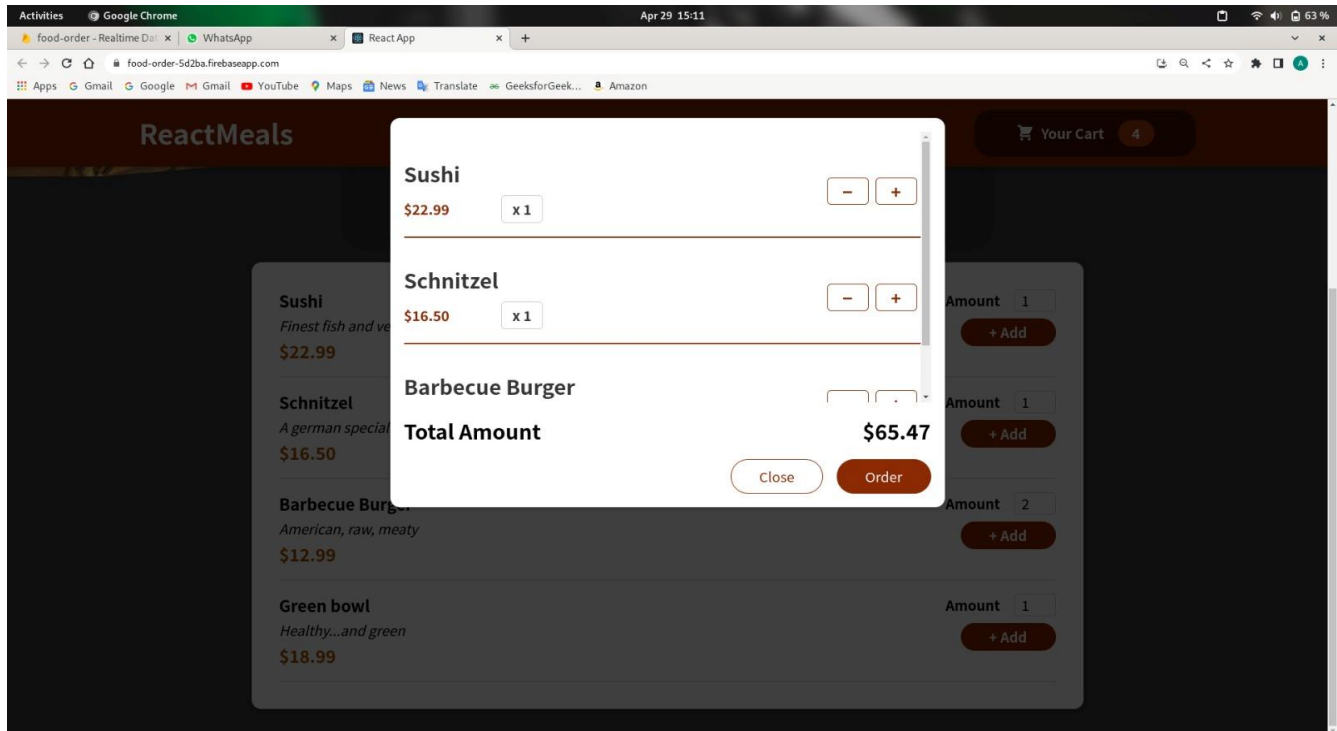 Activities Google Chrome Apr 29 15:11 63 %
food-order - Realtime Dat WhatsApp React App
food-order-5d2ba.firebaseapp.com A
Apps Gmail Google Gmail YouTube Maps News Translate GeeksforGeek... Amazon
ReactMeals Your Cart 4
Sushi
$22.99 x 1 − +
Schnitzel
$16.50 x 1 − +
Barbecue Burger
Total Amount $65.47
Close Order
Sushi Amount 1
Finest fish and ve
$22.99 + Add
Schnitzel Amount 1
A german special
$16.50 + Add
Barbecue Burger Amount 2
American, raw, meaty
$12.99 + Add
Green bowl Amount 1
Healthy...and green
$18.99 + Add